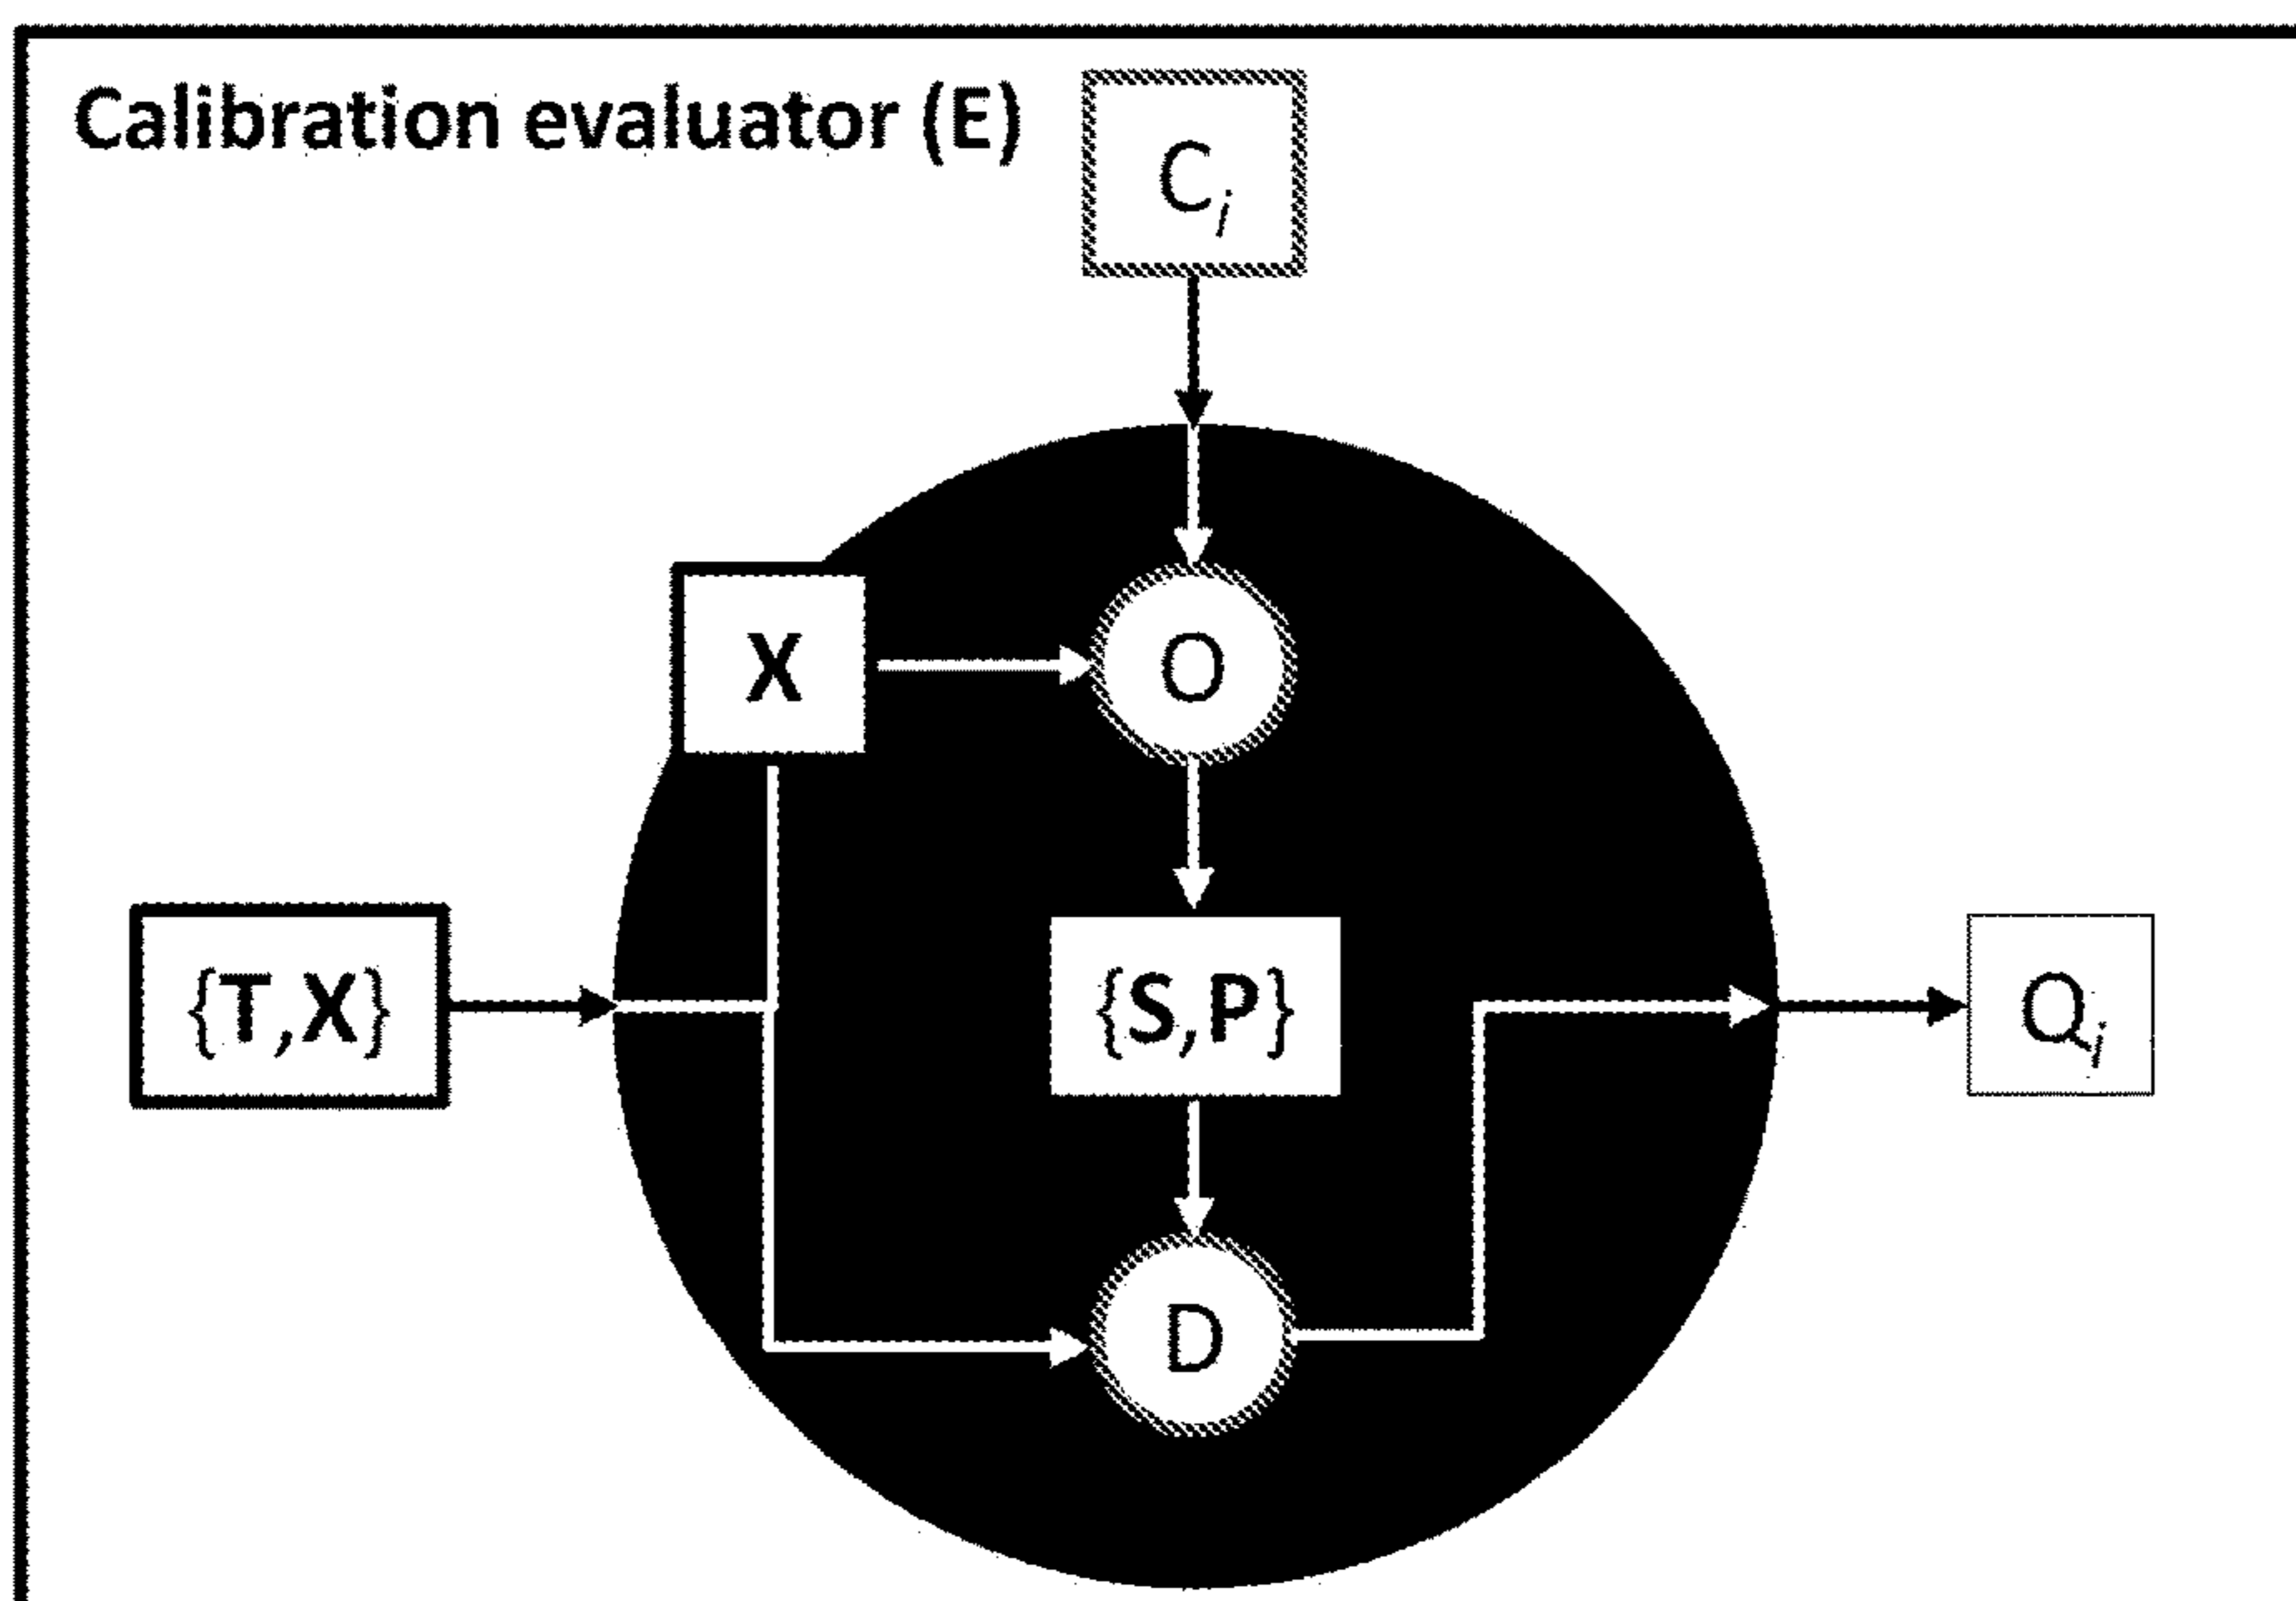 Calibration evaluator (E)
Ci
X
O
{T,X}
{S,P}
Qi
D